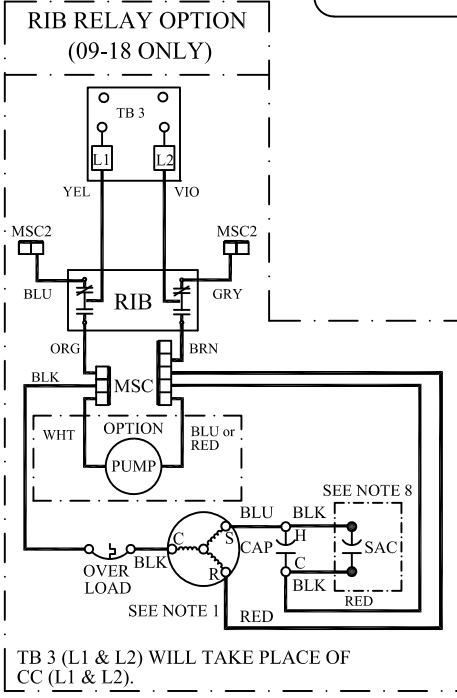 RIB RELAY OPTION
(09-18 ONLY)
TB 3
L1 L2
YEL VIO
MSC2 MSC2
BLU RIB GRY
ORG BRN
BLK MSC
WHT OPTION BLU or
RED
PUMP
SEE NOTE 8
BLU BLK
C S CAP H SAC
OVER
LOAD
BLK R C
BLK
RED
SEE NOTE 1
RED
TB 3 (L1 & L2) WILL TAKE PLACE OF
CC (L1 & L2).